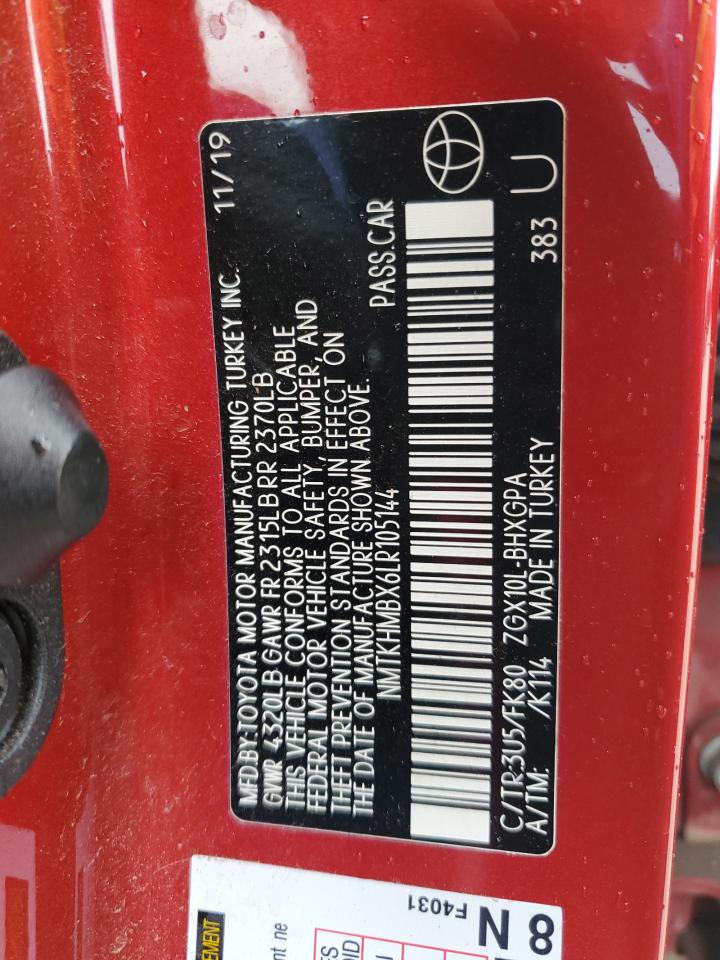 MFD.BY:TOYOTA MOTOR MANUFACTURING TURKEY INC. 11/19
GVWR 4320LB GAWR FR 2315LB RR 2370LB
THIS VEHICLE CONFORMS TO ALL APPLICABLE
FEDERAL MOTOR VEHICLE SAFETY, BUMPER, AND
THEFT PREVENTION STANDARDS IN EFFECT ON
THE DATE OF MANUFACTURE SHOWN ABOVE.
NMTKHMBX6LR105144 PASS.CAR
C/TR:3U5/FK80 ZGX10L-BHXGPA 383
A/TM: /K114 MADE IN TURKEY U
8 N
F4031